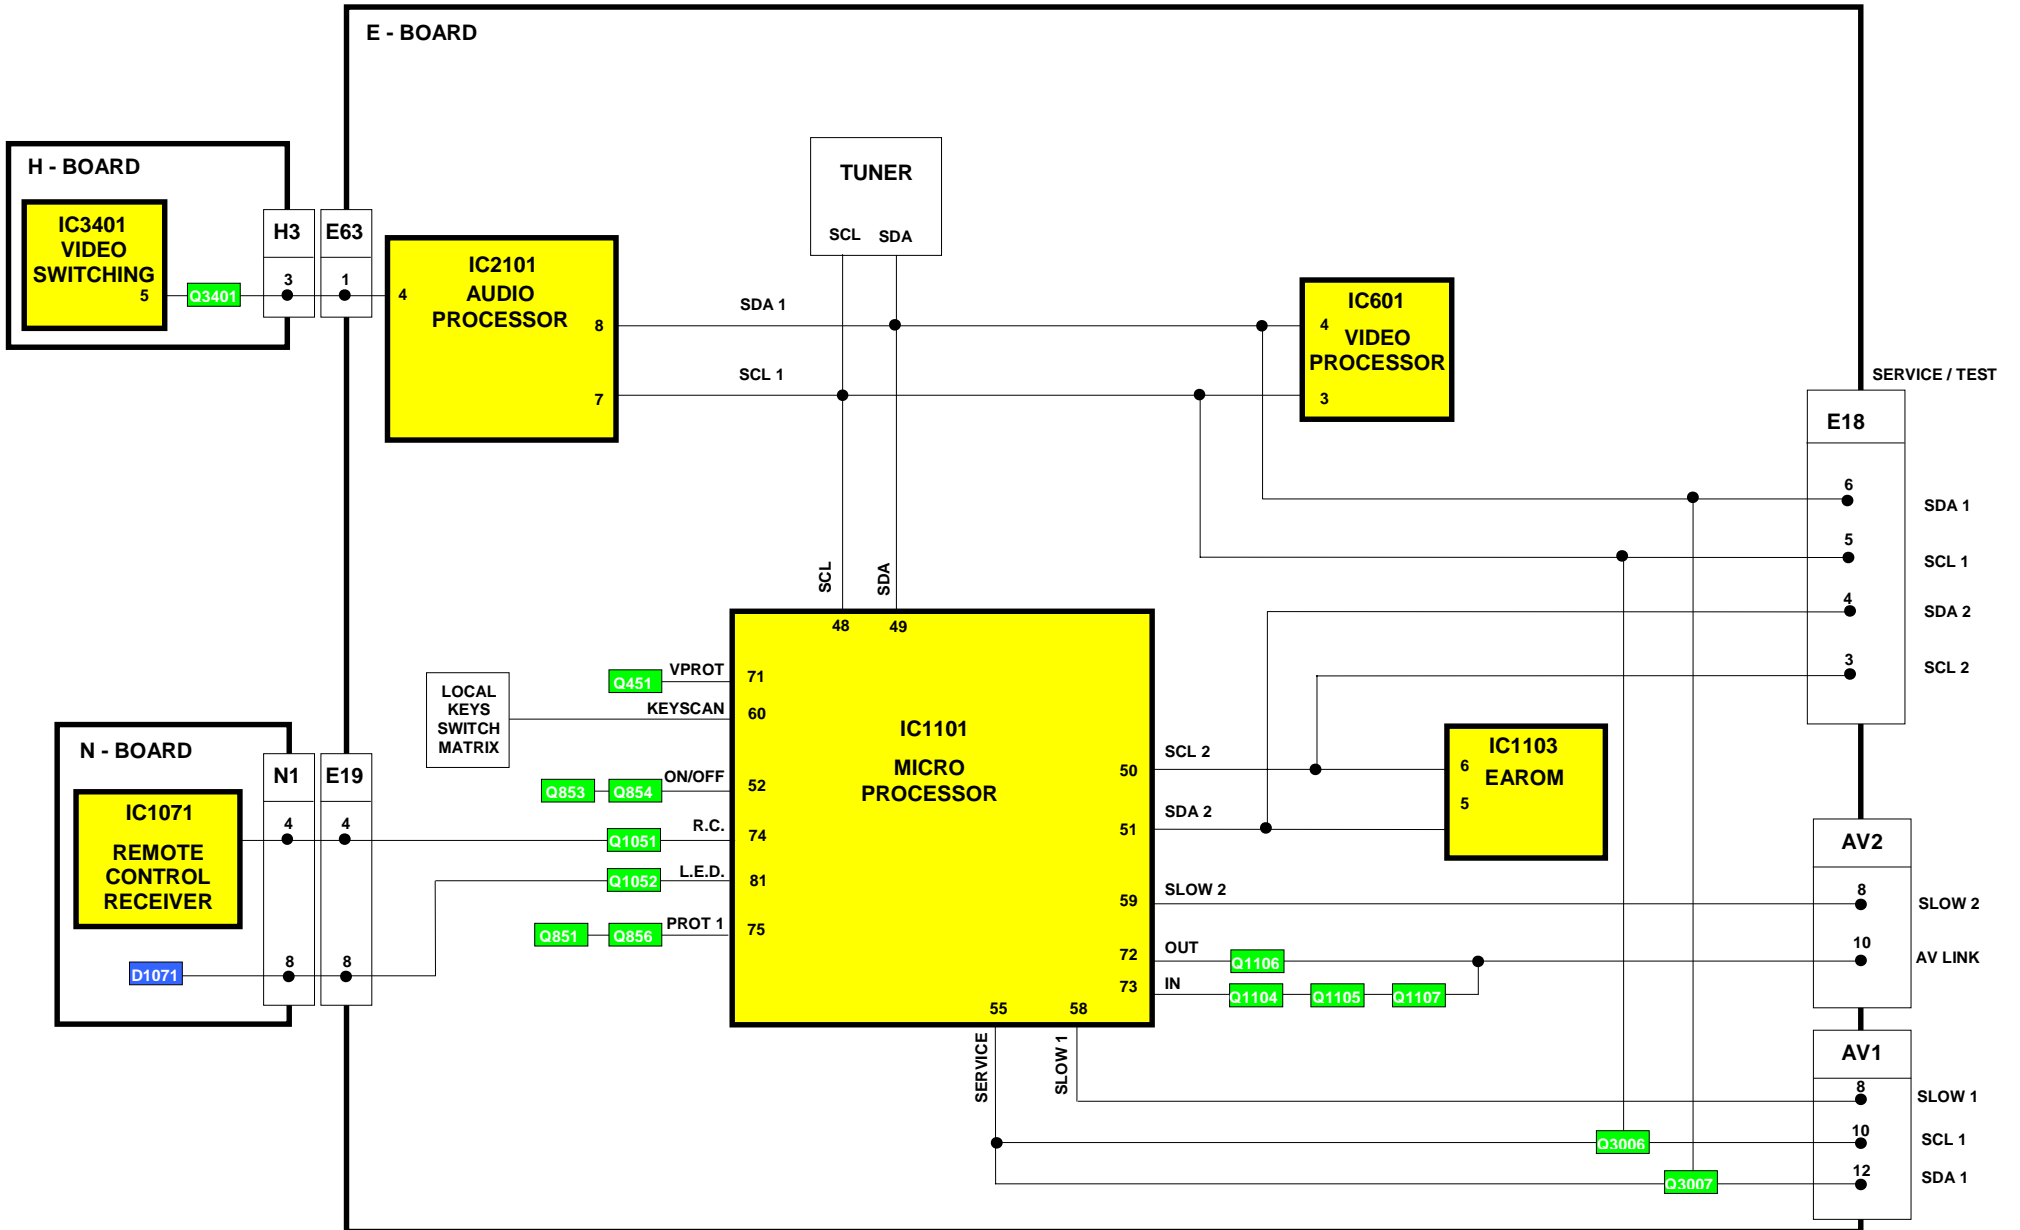 E - BOARD
H - BOARD
IC3401
VIDEO
SWITCHING
5
Q3401
H3
3
E63
1
4
IC2101
AUDIO
PROCESSOR
8
7
TUNER
SCL SDA
SDA 1
SCL 1
IC601
4
VIDEO
PROCESSOR
3
SERVICE / TEST
E18
6
SDA 1
5
SCL 1
4
SDA 2
3
SCL 2
SCL
SDA
48
49
LOCAL
KEYS
SWITCH
MATRIX
Q451
VPROT
71
KEYSCAN
60
Q853
Q854
ON/OFF
52
Q1051
R.C.
74
Q1052
L.E.D.
81
Q851
Q856
PROT 1
75
IC1101
MICRO
PROCESSOR
50
SCL 2
51
SDA 2
59
SLOW 2
72
OUT
73
IN
Q1106
Q1104
Q1105
Q1107
55
58
SERVICE
SLOW 1
IC1103
EAROM
6
5
N - BOARD
IC1071
REMOTE
CONTROL
RECEIVER
D1071
N1
4
8
E19
4
8
AV2
8
SLOW 2
10
AV LINK
AV1
8
SLOW 1
10
SCL 1
12
SDA 1
Q3006
Q3007